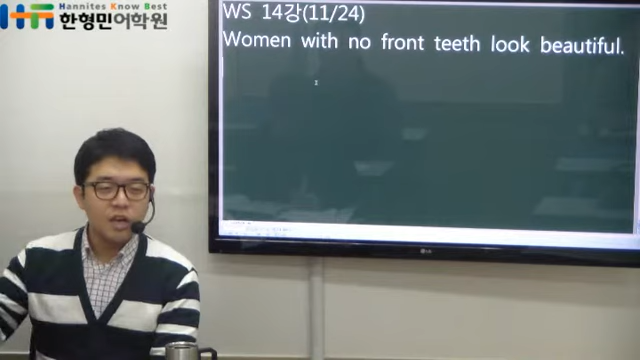 Hannites Know Best
한형민어학원
WS 14강(11/24)
Women with no front teeth look beautiful.
LG